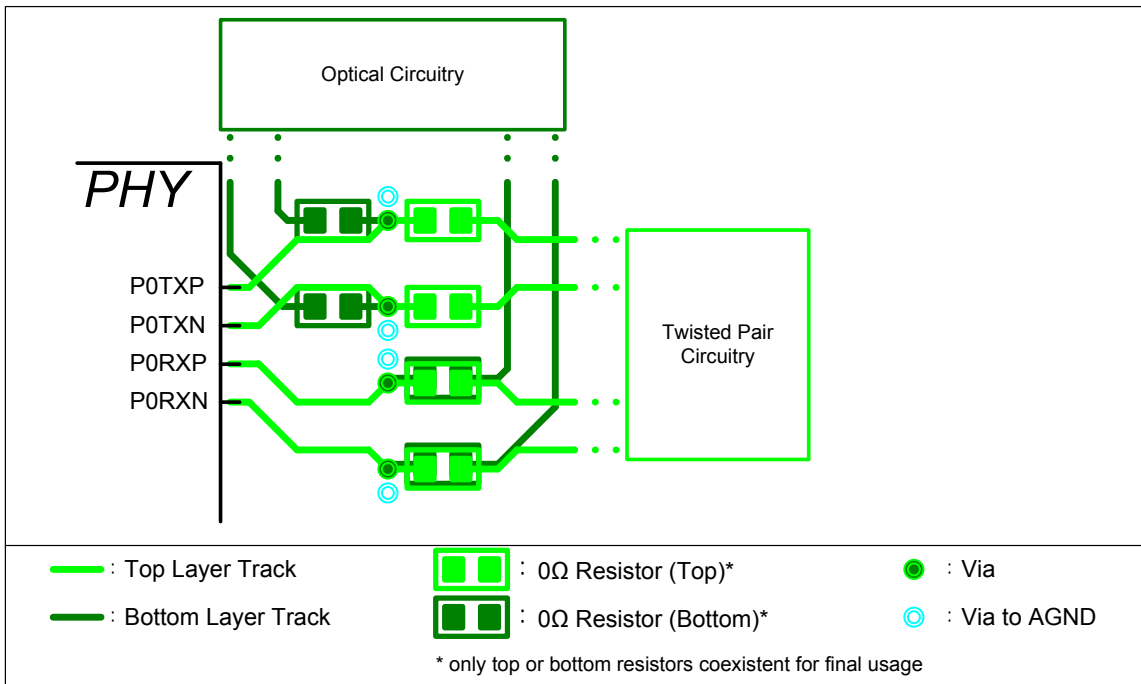 Optical Circuitry
PHY
P0TXP
P0TXN
P0RXP
P0RXN
Twisted Pair
Circuitry
: Top Layer Track
: 0Ω Resistor (Top)*
: Via
: Bottom Layer Track
: 0Ω Resistor (Bottom)*
: Via to AGND
* only top or bottom resistors coexistent for final usage